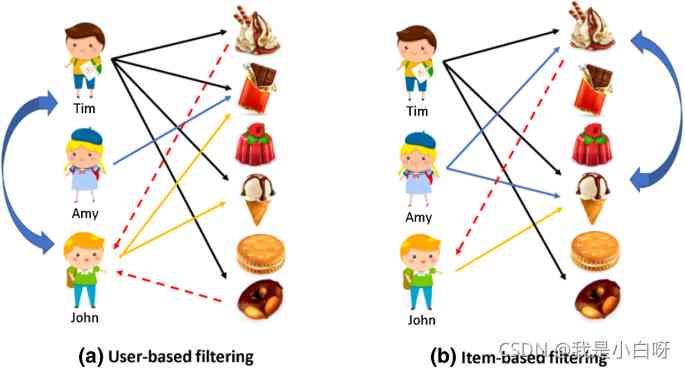 Tim
Amy
John
(a) User-based filtering
Tim
Amy
John
(b) Item-based filtering
CSDN @我是小白呀